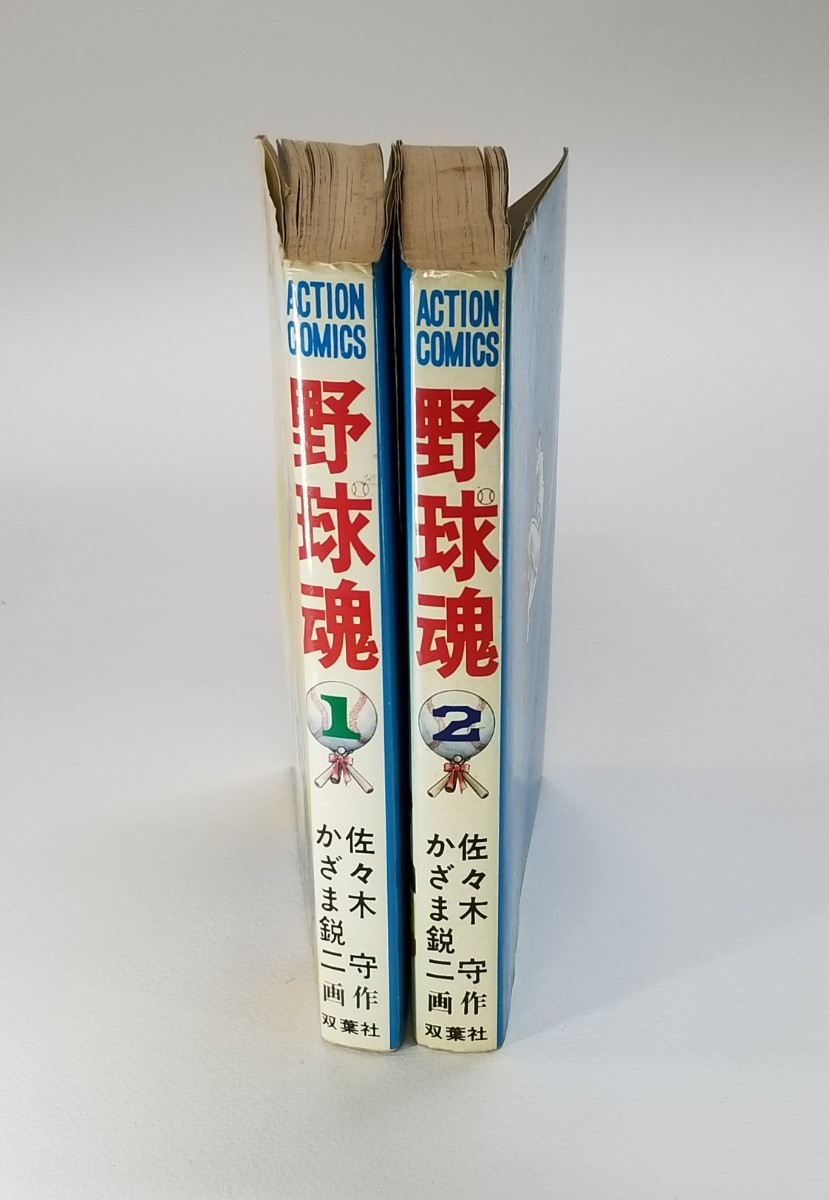 ACTION
COMICS
野球魂
1
佐々木 守 作
かざま鋭二 画
双葉社
ACTION
COMICS
野球魂
2
佐々木 守 作
かざま鋭二 画
双葉社